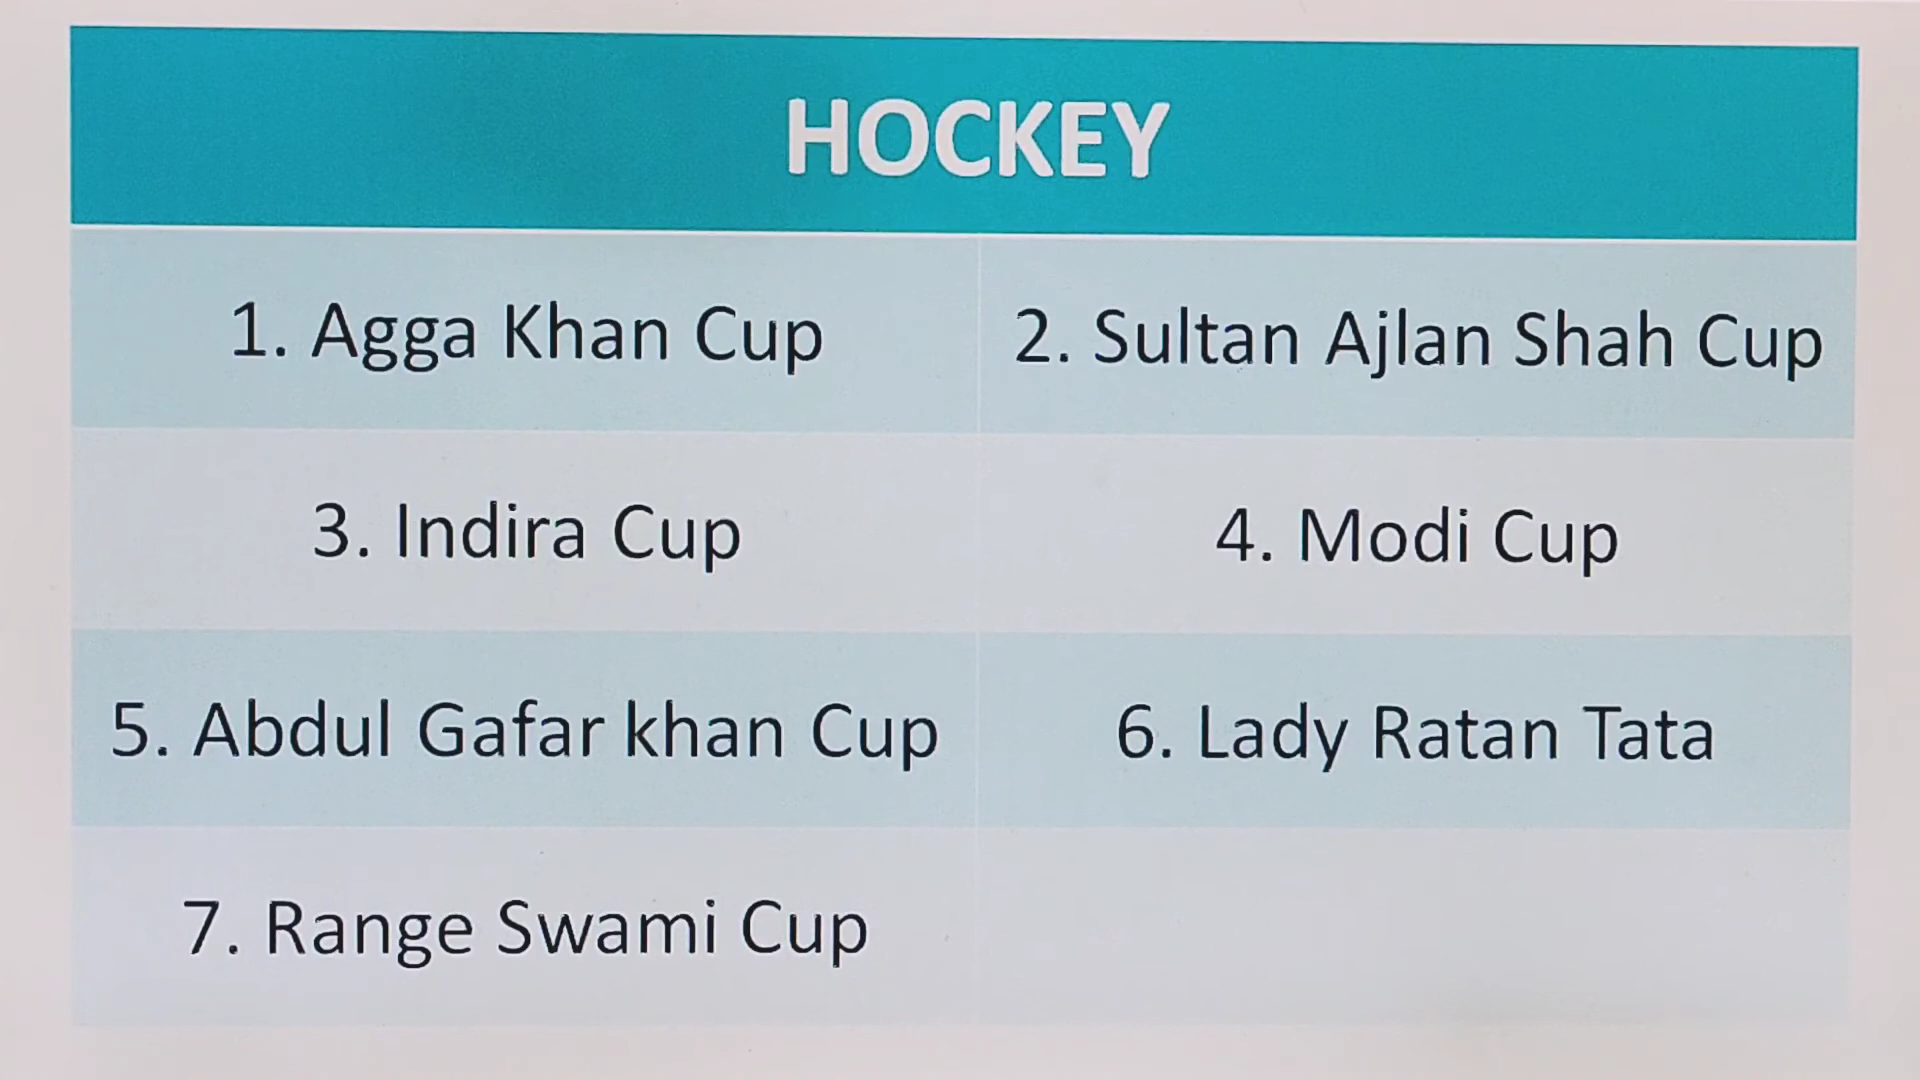 HOCKEY
1. Agga Khan Cup
2. Sultan Ajlan Shah Cup
3. Indira Cup
4. Modi Cup
5. Abdul Gafar khan Cup
6. Lady Ratan Tata
7. Range Swami Cup